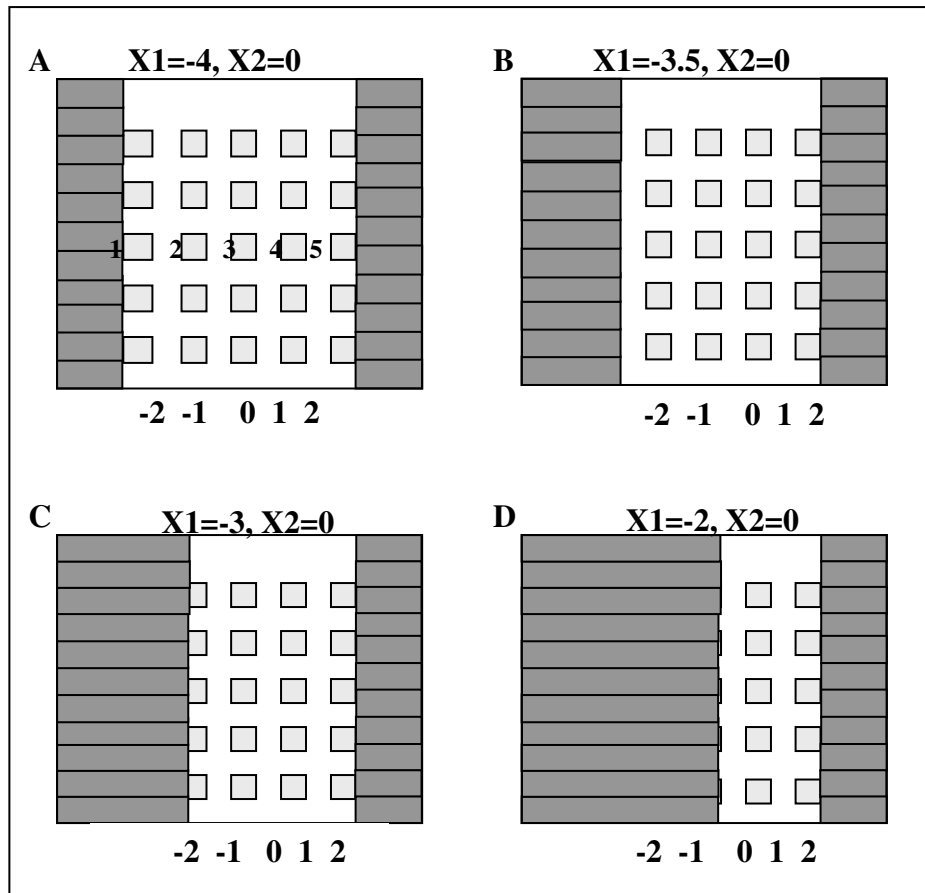 A X1=-4, X2=0
B X1=-3.5, X2=0
1 2 3 4 5
-2 -1 0 1 2
-2 -1 0 1 2
C X1=-3, X2=0
D X1=-2, X2=0
-2 -1 0 1 2
-2 -1 0 1 2